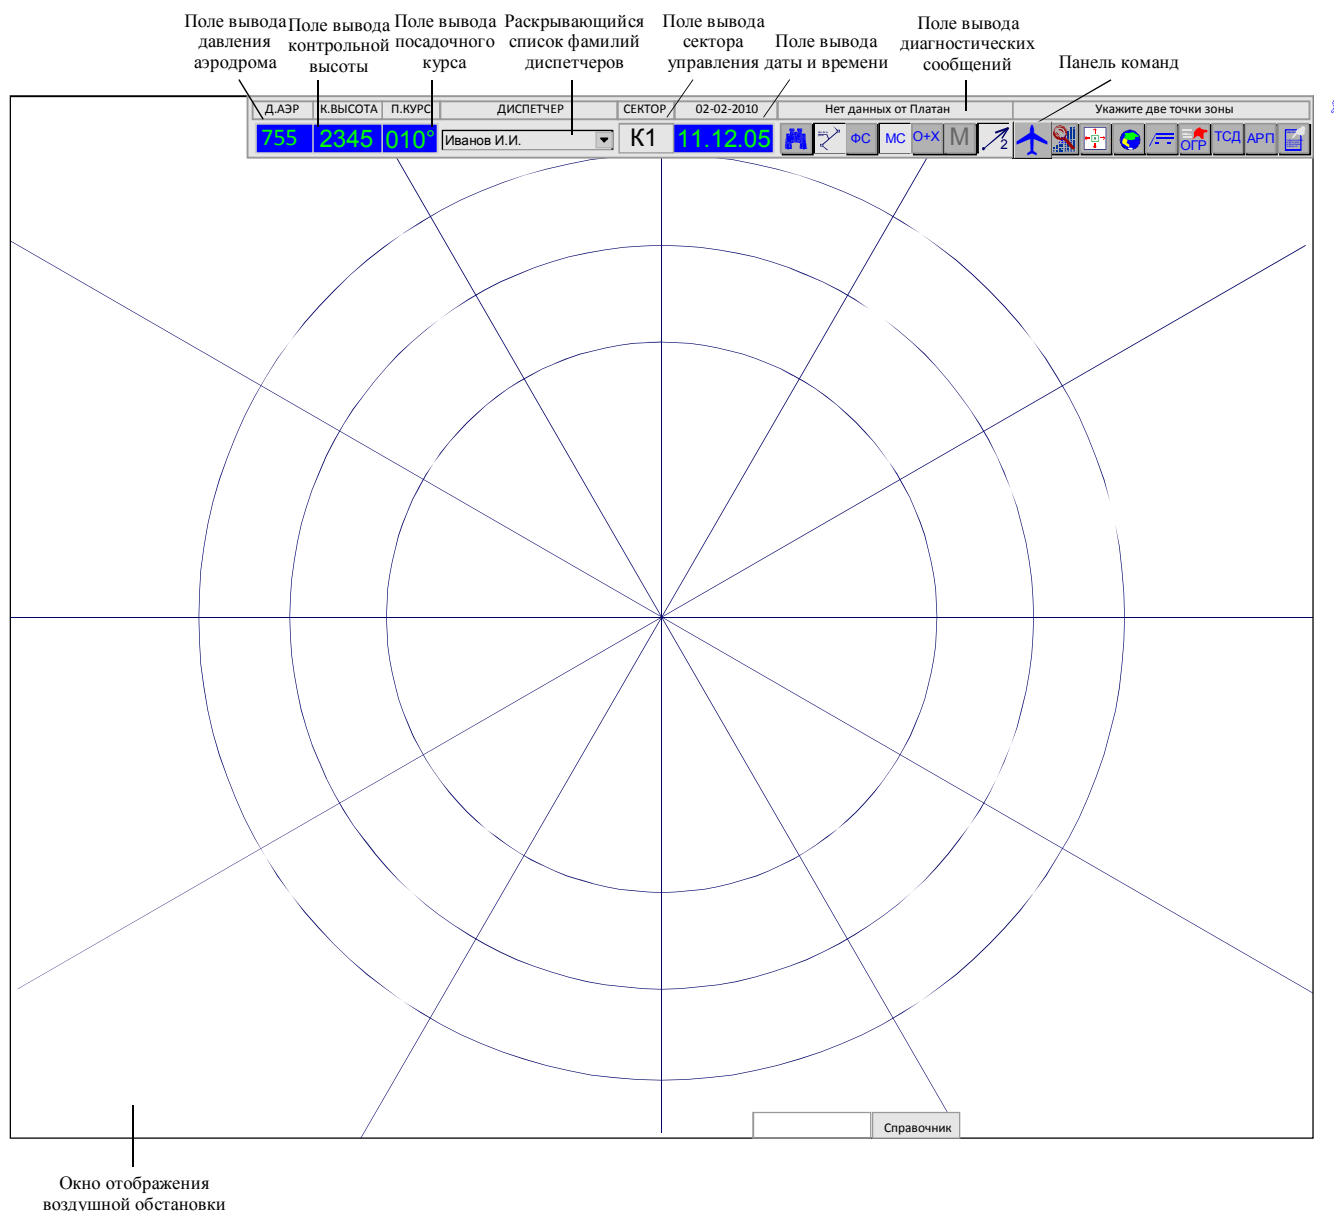 Поле вывода
давления
аэродрома
Поле вывода
контрольной
высоты
Поле вывода
посадочного
курса
Раскрывающийся
список фамилий
диспетчеров
Поле вывода
сектора
управления
Поле вывода
даты и времени
Поле вывода
диагностических
сообщений
Панель команд
Д.АЭР К.ВЫСОТА П.КУРС ДИСПЕТЧЕР СЕКТОР 02-02-2010 Нет данных от Платан Укажите две точки зоны
755 2345 010° Иванов И.И. К1 11.12.05 ФС МС О+Х М 2 ОГР ТСД АРП
Справочник
Окно отображения
воздушной обстановки